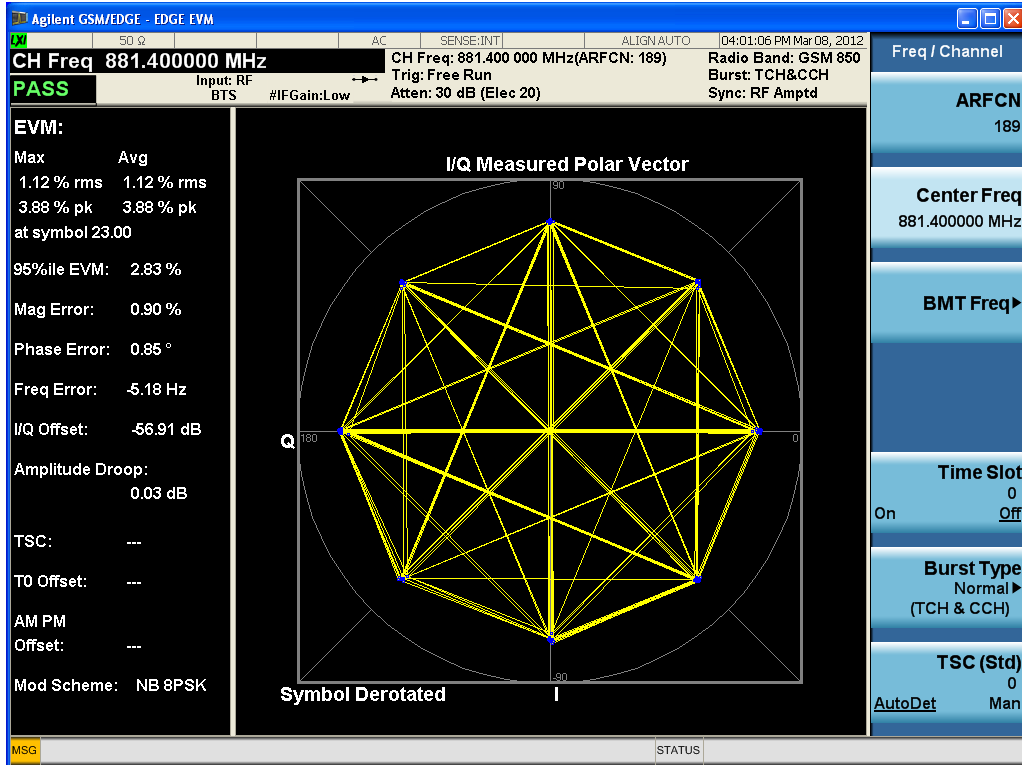 Agilent GSM/EDGE - EDGE EVM
LXI 50 Ω AC SENSE:INT ALIGN AUTO 04:01:06 PM Mar 08, 2012
CH Freq 881.400000 MHz
CH Freq: 881.400 000 MHz(ARFCN: 189)
Radio Band: GSM 850
Trig: Free Run
Burst: TCH&CCH
Atten: 30 dB (Elec 20)
Sync: RF Amptd
PASS
Input: RF
BTS #IFGain:Low
EVM:
Max Avg
1.12 % rms 1.12 % rms
3.88 % pk 3.88 % pk
at symbol 23.00
95%ile EVM: 2.83 %
Mag Error: 0.90 %
Phase Error: 0.85 °
Freq Error: -5.18 Hz
I/Q Offset: -56.91 dB
Amplitude Droop:
0.03 dB
TSC: ---
T0 Offset: ---
AM PM
Offset: ---
Mod Scheme: NB 8PSK
I/Q Measured Polar Vector
90
Q 180 0
-90
Symbol Derotated I
Freq / Channel
ARFCN
189
Center Freq
881.400000 MHz
BMT Freq
Time Slot
0
On Off
Burst Type
Normal
(TCH & CCH)
TSC (Std)
0
AutoDet Man
MSG STATUS